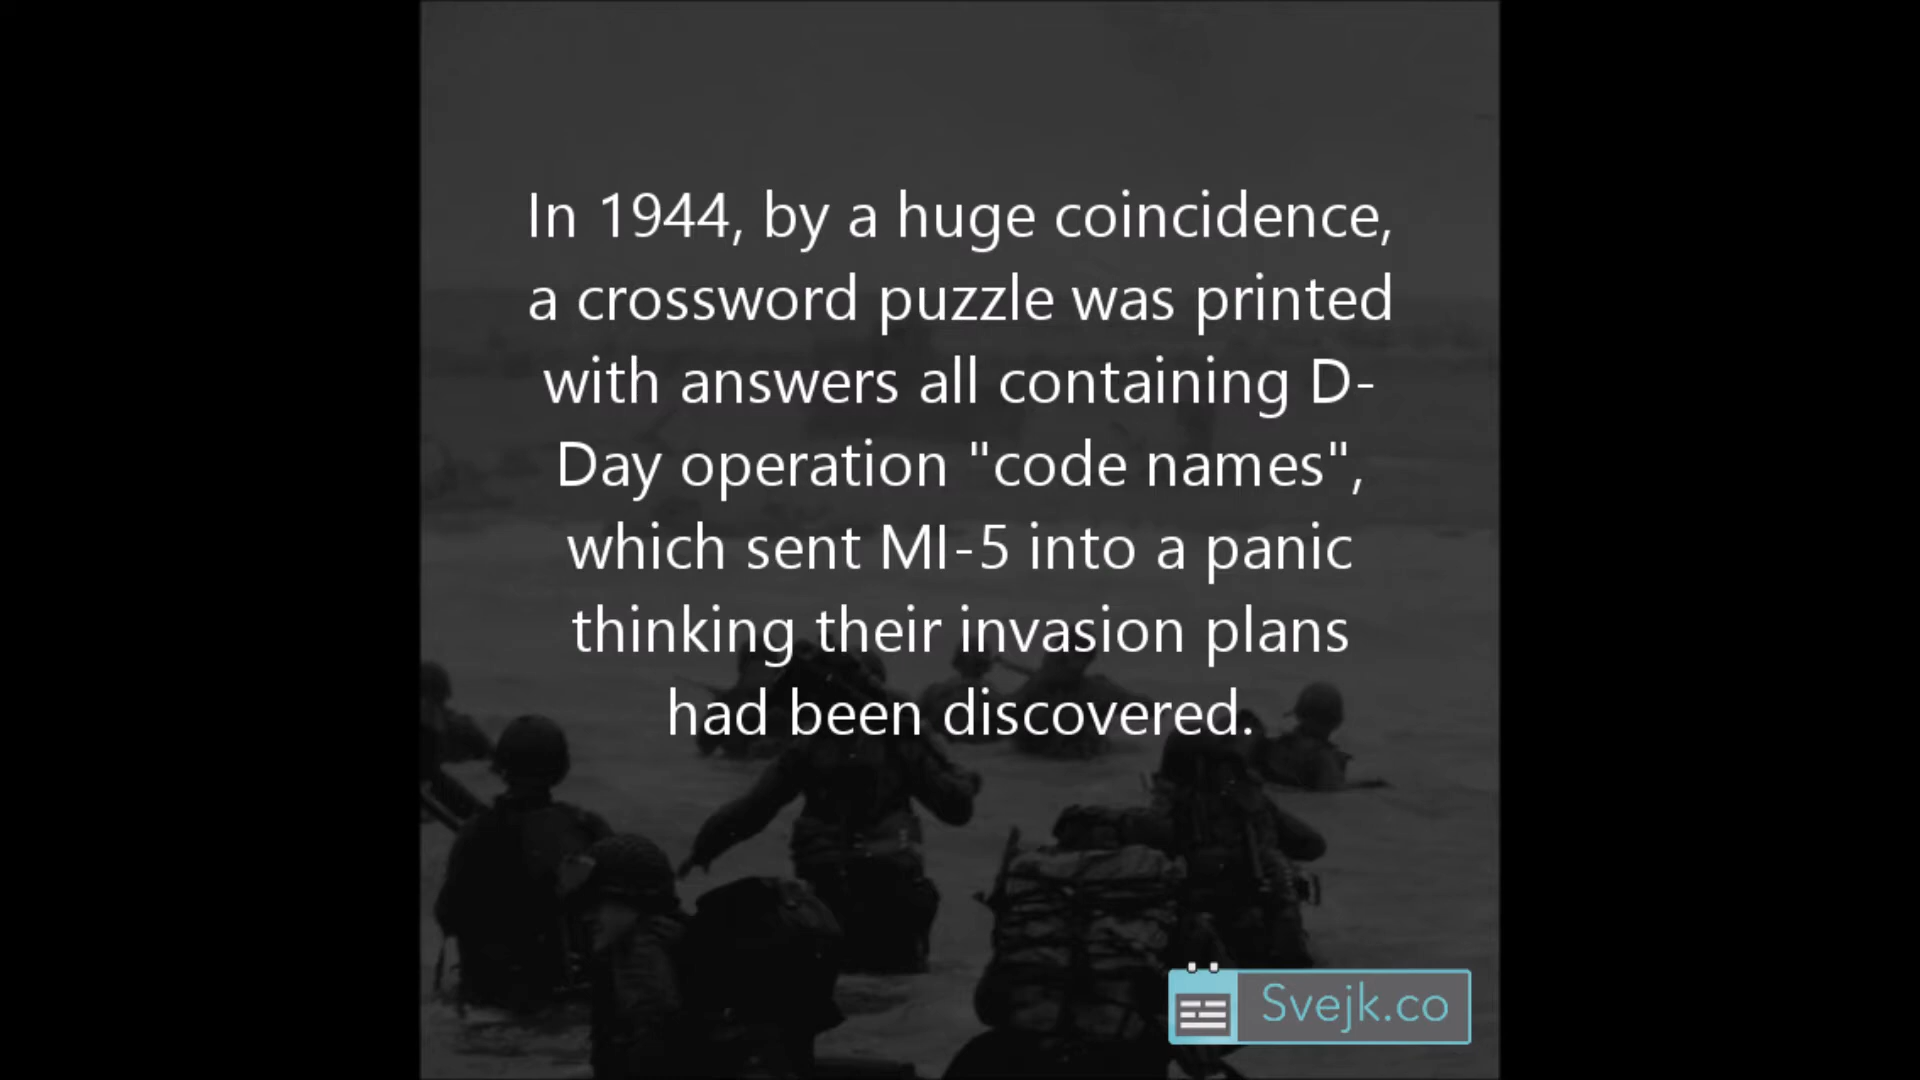 In 1944, by a huge coincidence,
a crossword puzzle was printed
with answers all containing D-
Day operation "code names",
which sent MI-5 into a panic
thinking their invasion plans
had been discovered.
Svejk.co